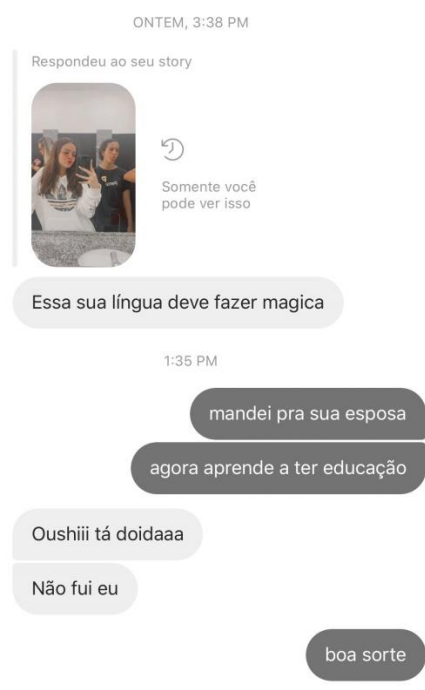 ONTEM, 3:38 PM
Respondeu ao seu story
Somente você
pode ver isso
Essa sua língua deve fazer magica
1:35 PM
mandei pra sua esposa
agora aprende a ter educação
Oushiii tá doidaaa
Não fui eu
boa sorte